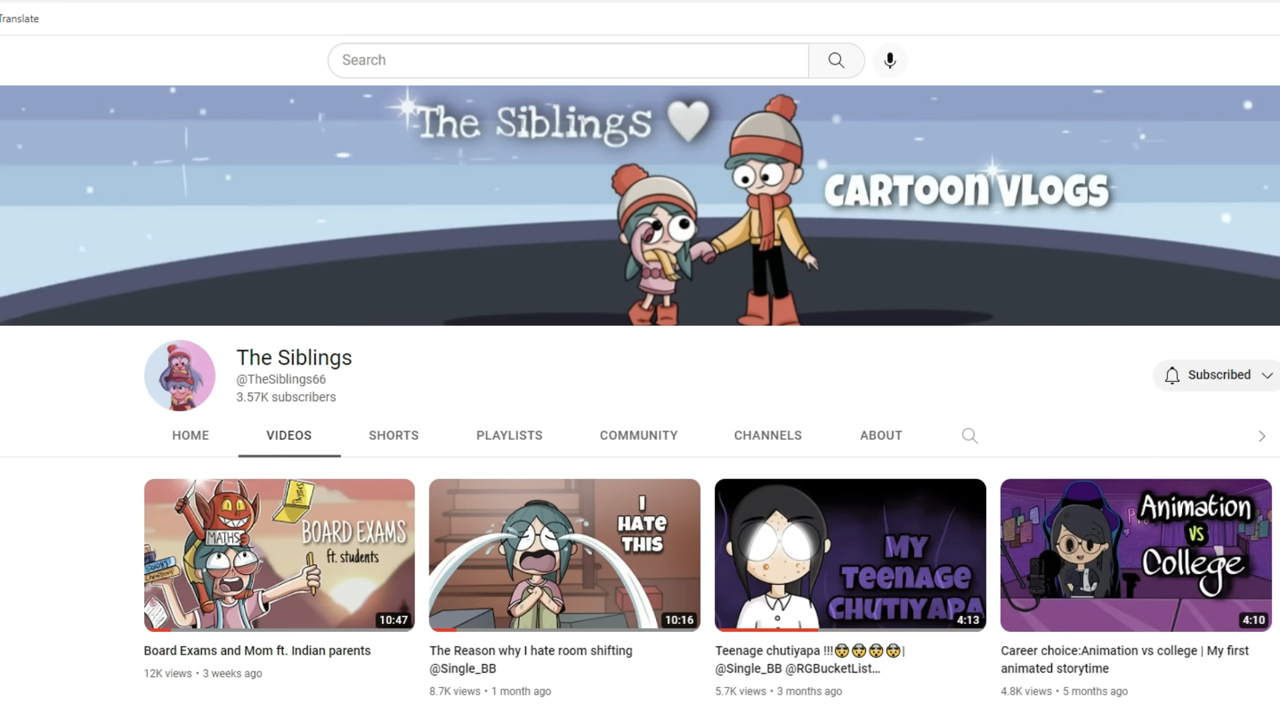 Translate
Search
The Siblings
CARTOON VLOGS
The Siblings
@TheSiblings66
3.57K subscribers
Subscribed
HOME
VIDEOS
SHORTS
PLAYLISTS
COMMUNITY
CHANNELS
ABOUT
MATHS
BOARD EXAMS
ft. students
10:47
I
HATE
THIS
10:16
MY
TEENAGE
CHUTIYAPA
4:13
Animation
VS
College
4:10
Board Exams and Mom ft. Indian parents
12K views • 3 weeks ago
The Reason why I hate room shifting
@Single_BB
8.7K views • 1 month ago
Teenage chutiyapa !!!🤯🤯🤯🤯|
@Single_BB @RGBucketList...
5.7K views • 3 months ago
Career choice:Animation vs college | My first
animated storytime
4.8K views • 5 months ago